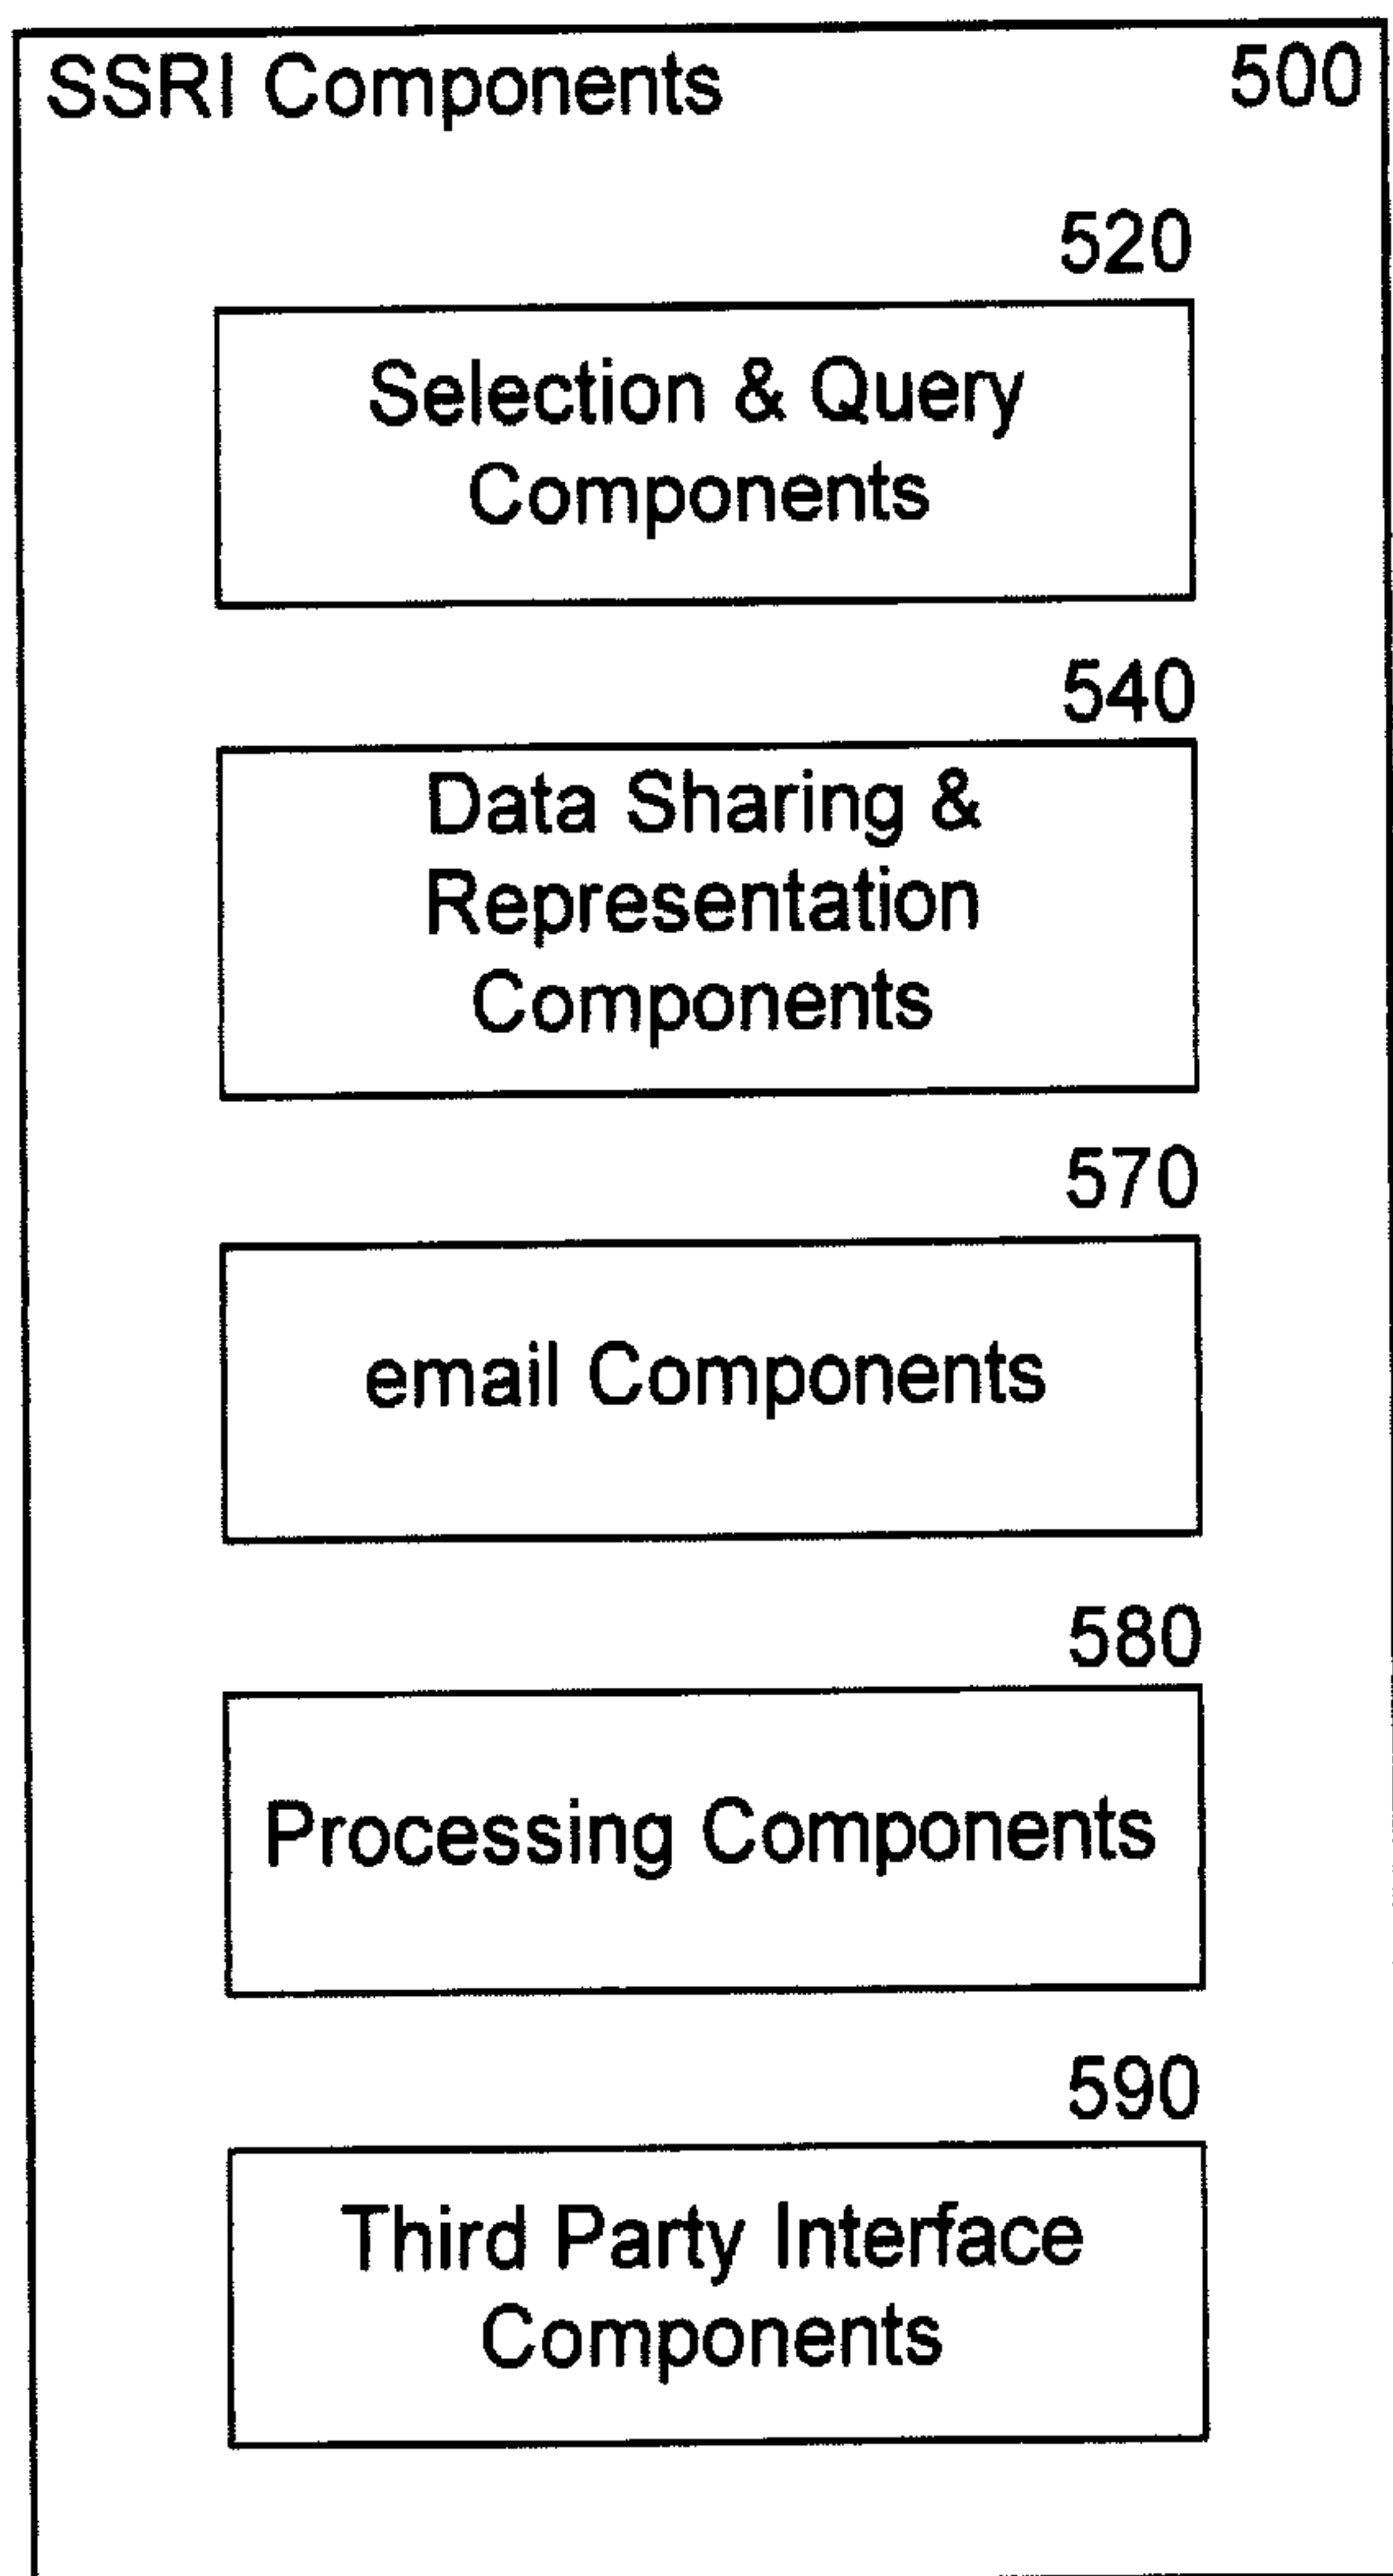 SSRI Components 500
520
Selection & Query
Components
540
Data Sharing &
Representation
Components
570
email Components
580
Processing Components
590
Third Party Interface
Components